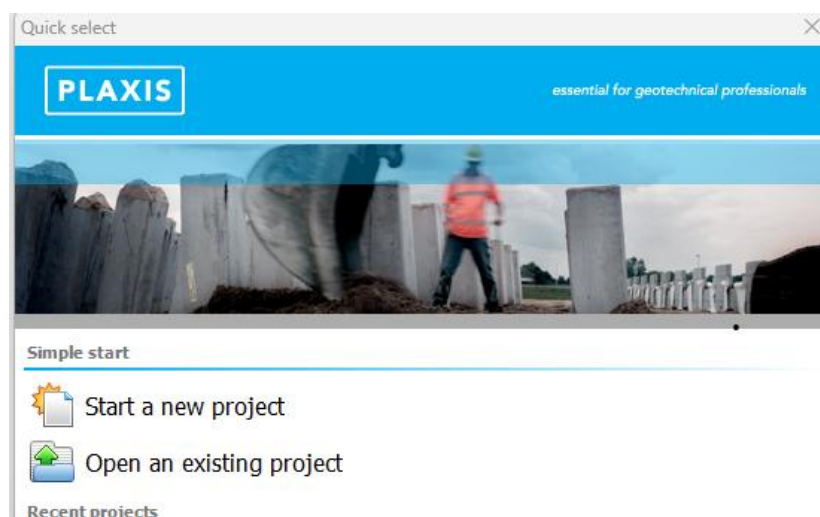 Quick select
PLAXIS
essential for geotechnical professionals
Simple start
Start a new project
Open an existing project
Recent projects